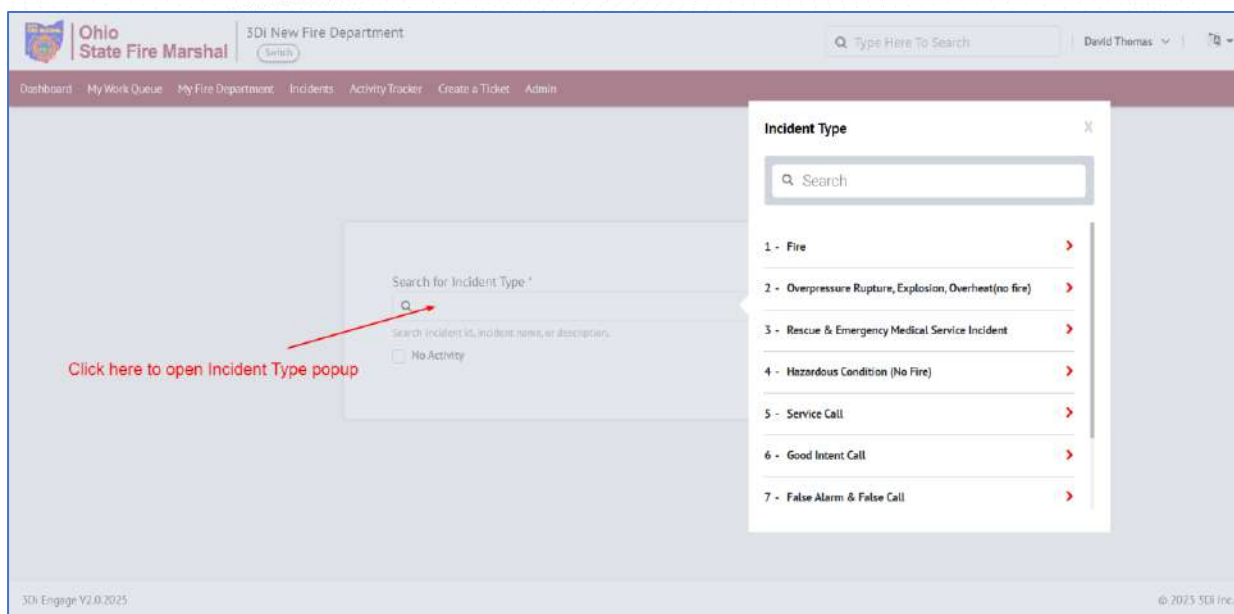 Ohio
State Fire Marshal
3Di New Fire Department
(Switch)
Type Here To Search
David Thomas
Dashboard My Work Queue My Fire Department Incidents Activity Tracker Create a Ticket Admin
Incident Type X
Search
1 - Fire
2 - Overpressure Rupture, Explosion, Overheat(no fire)
3 - Rescue & Emergency Medical Service Incident
4 - Hazardous Condition (No Fire)
5 - Service Call
6 - Good Intent Call
7 - False Alarm & False Call
Search for Incident Type *
Search incident id, incident name, or description.
No Activity
Click here to open Incident Type popup
3Di Engage V2.0.2025
© 2025 3Di Inc.